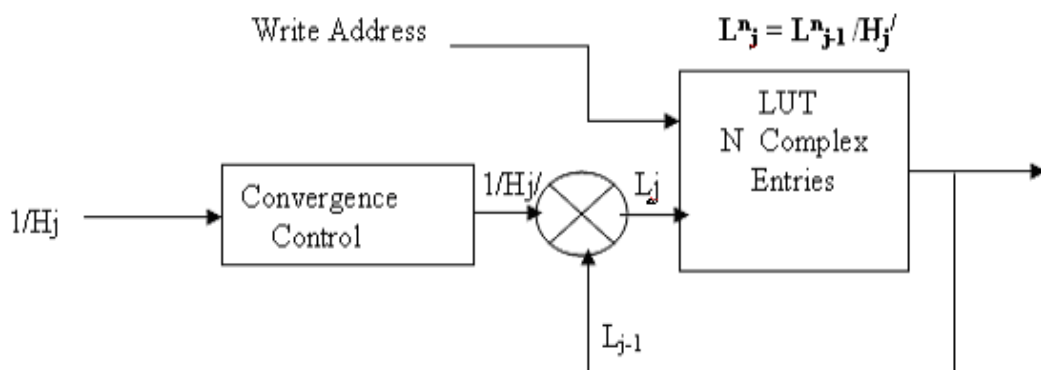 Write Address
Lⁿj = Lⁿj-1 /Hj/
LUT
N Complex
Entries
1/Hj
Convergence
Control
1/Hj/
Lj
Lj-1